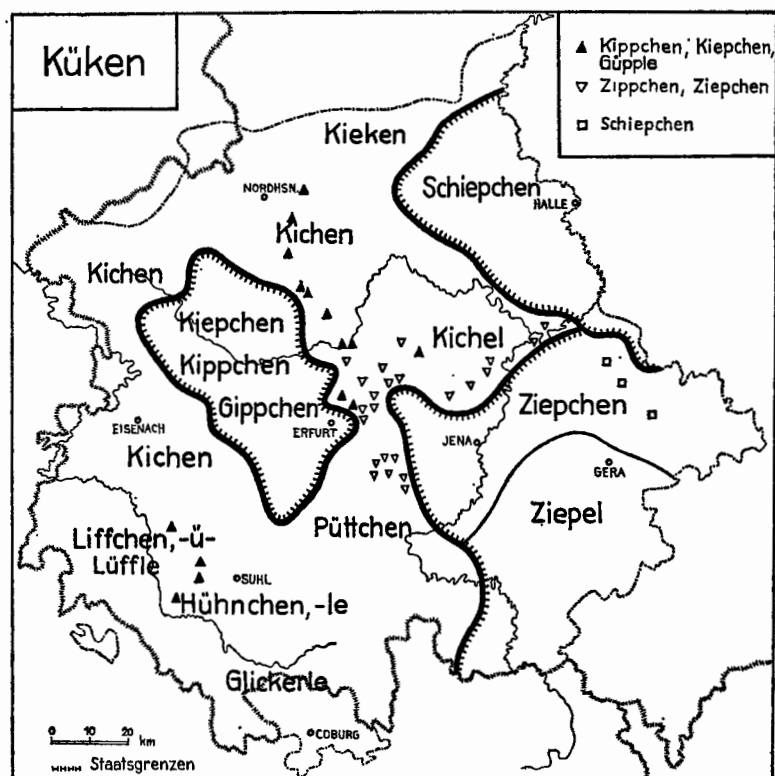 Küken
Kippchen, Kiepchen,
Güpple
Zippchen, Ziepchen
Schiepchen
Kieken
Schiepchen
NORDHSN.
HALLE
Kichen
Kichen
Kiepchen
Kichel
Kippchen
Gippchen
Ziepchen
EISENACH
ERFURT
JENA
Kichen
GERA
Püttchen
Ziepel
Liffchen,-ü-
Lüffle
SUHL
Hühnchen,-le
Glickerle
0 10 20
km
COBURG
Staatsgrenzen